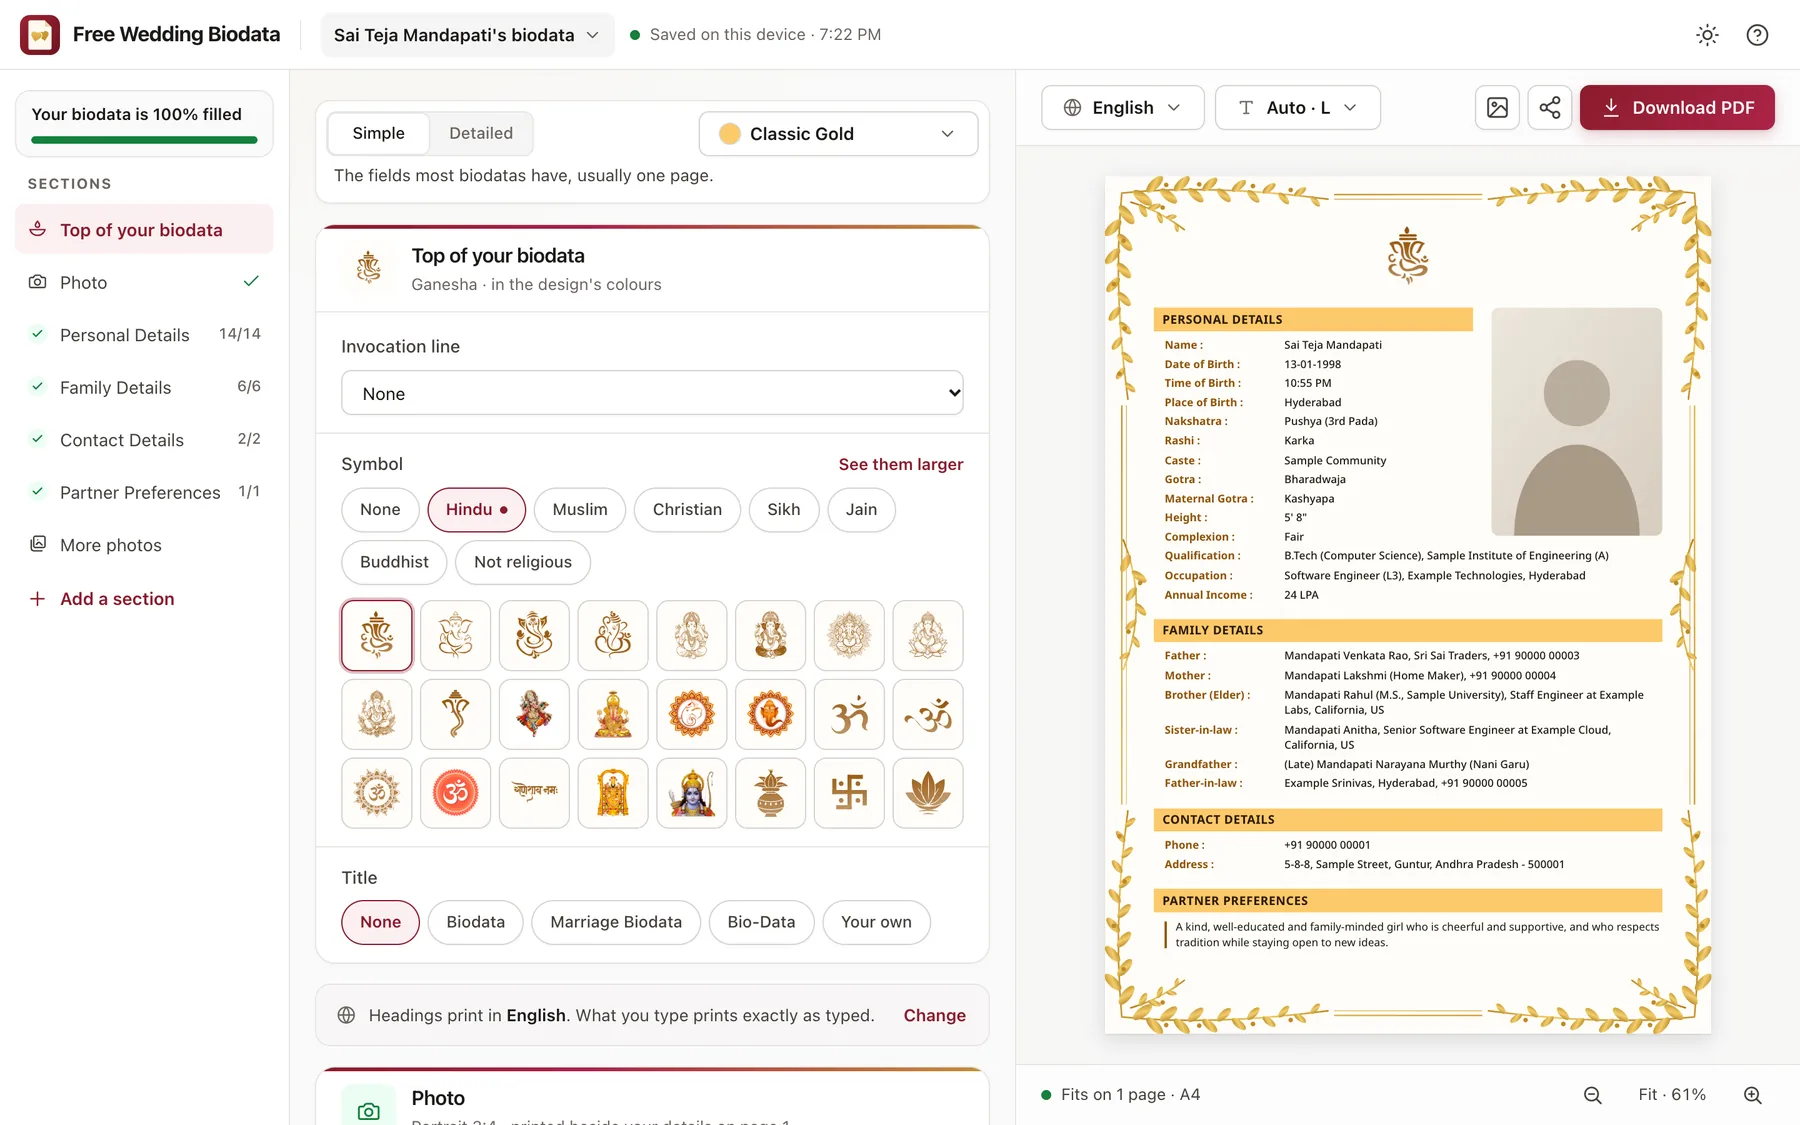 Free Wedding Biodata
Sai Teja Mandapati's biodata
Saved on this device · 7:22 PM
Your biodata is 100% filled
SECTIONS
Top of your biodata
Photo
Personal Details 14/14
Family Details 6/6
Contact Details 2/2
Partner Preferences 1/1
More photos
Add a section
Simple
Detailed
Classic Gold
The fields most biodatas have, usually one page.
Top of your biodata
Ganesha · in the design's colours
Invocation line
None
Symbol
See them larger
None
Hindu
Muslim
Christian
Sikh
Jain
Buddhist
Not religious
Title
None
Biodata
Marriage Biodata
Bio-Data
Your own
Headings print in English. What you type prints exactly as typed.
Change
Photo
English
Auto · L
Download PDF
PERSONAL DETAILS
Name : Sai Teja Mandapati
Date of Birth : 13-01-1998
Time of Birth : 10:55 PM
Place of Birth : Hyderabad
Nakshatra : Pushya (3rd Pada)
Rashi : Karka
Caste : Sample Community
Gotra : Bharadwaja
Maternal Gotra : Kashyapa
Height : 5' 8"
Complexion : Fair
Qualification : B.Tech (Computer Science), Sample Institute of Engineering (A)
Occupation : Software Engineer (L3), Example Technologies, Hyderabad
Annual Income : 24 LPA
FAMILY DETAILS
Father : Mandapati Venkata Rao, Sri Sai Traders, +91 90000 00003
Mother : Mandapati Lakshmi (Home Maker), +91 90000 00004
Brother (Elder) : Mandapati Rahul (M.S., Sample University), Staff Engineer at Example
Labs, California, US
Sister-in-law : Mandapati Anitha, Senior Software Engineer at Example Cloud,
California, US
Grandfather : (Late) Mandapati Narayana Murthy (Nani Garu)
Father-in-law : Example Srinivas, Hyderabad, +91 90000 00005
CONTACT DETAILS
Phone : +91 90000 00001
Address : 5-8-8, Sample Street, Guntur, Andhra Pradesh - 500001
PARTNER PREFERENCES
A kind, well-educated and family-minded girl who is cheerful and supportive, and who respects
tradition while staying open to new ideas.
Fits on 1 page · A4
Fit · 61%